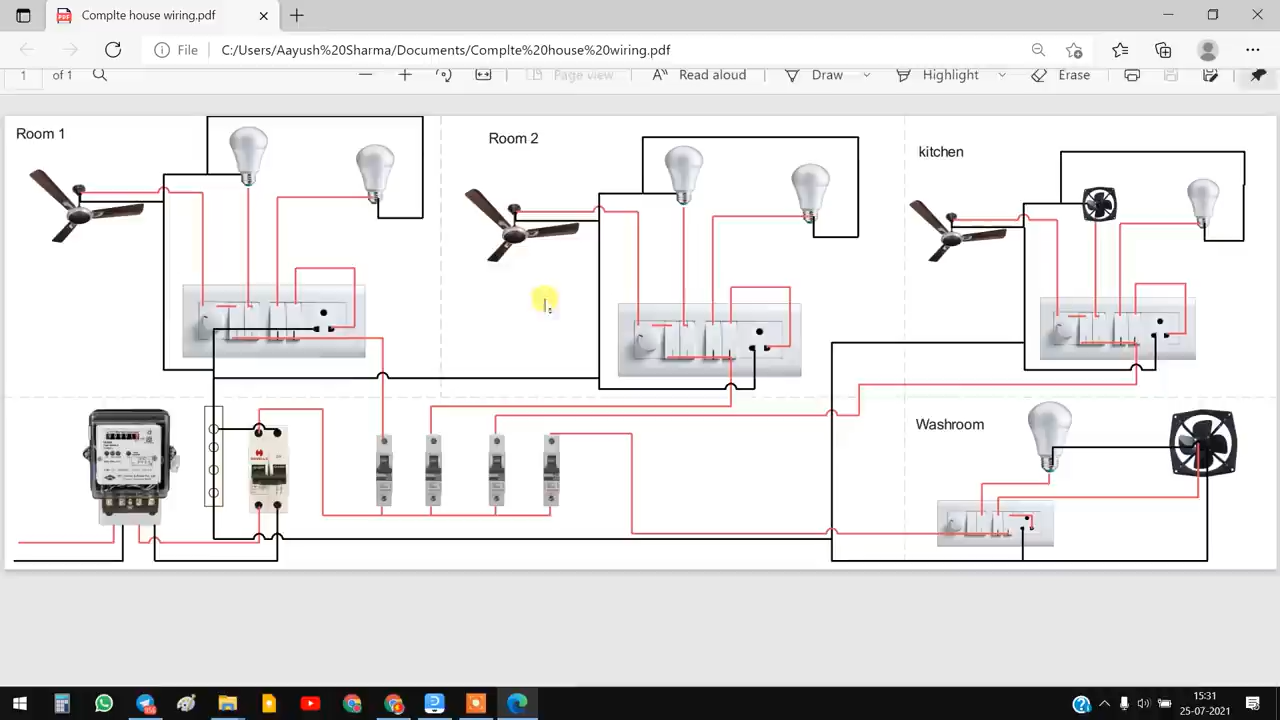 Complte house wiring.pdf
File
C:/Users/Aayush%20Sharma/Documents/Complte%20house%20wiring.pdf
1 of 1
Page view
Read aloud
Draw
Highlight
Erase
Room 1
Room 2
kitchen
Washroom
15:31
25-07-2021